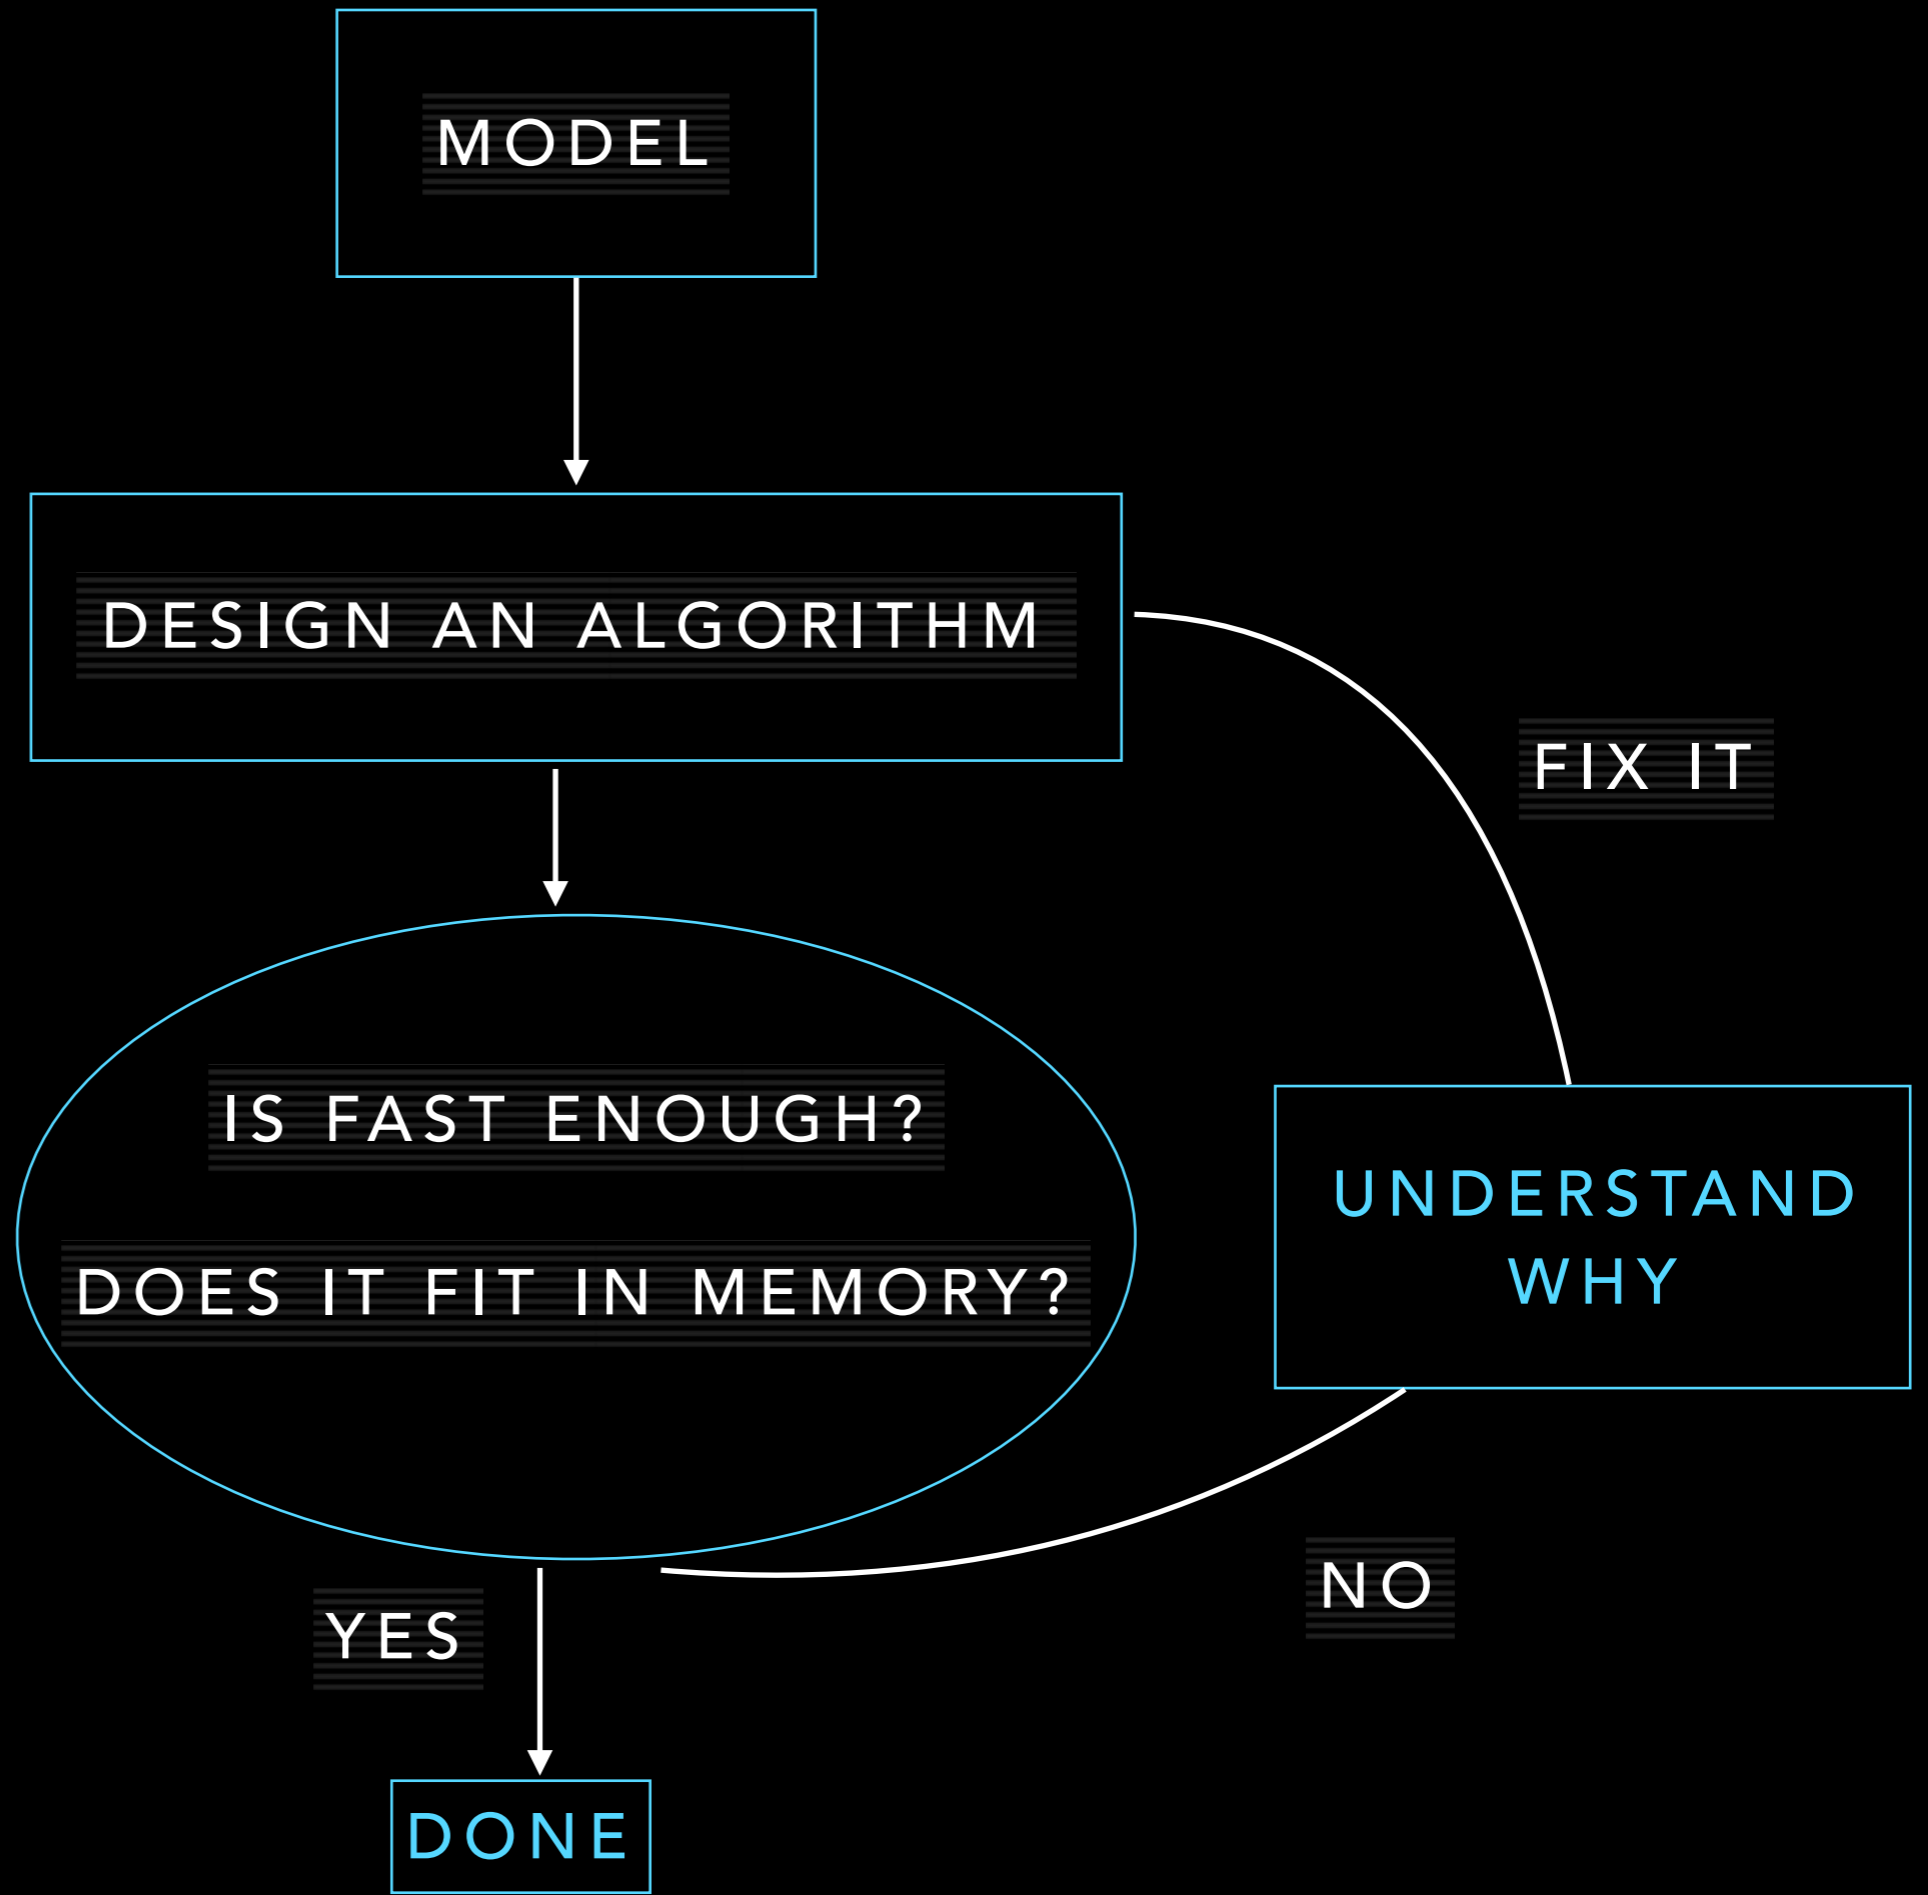 MODEL
DESIGN AN ALGORITHM
FIX IT
IS FAST ENOUGH?
DOES IT FIT IN MEMORY?
UNDERSTAND
WHY
NO
YES
DONE